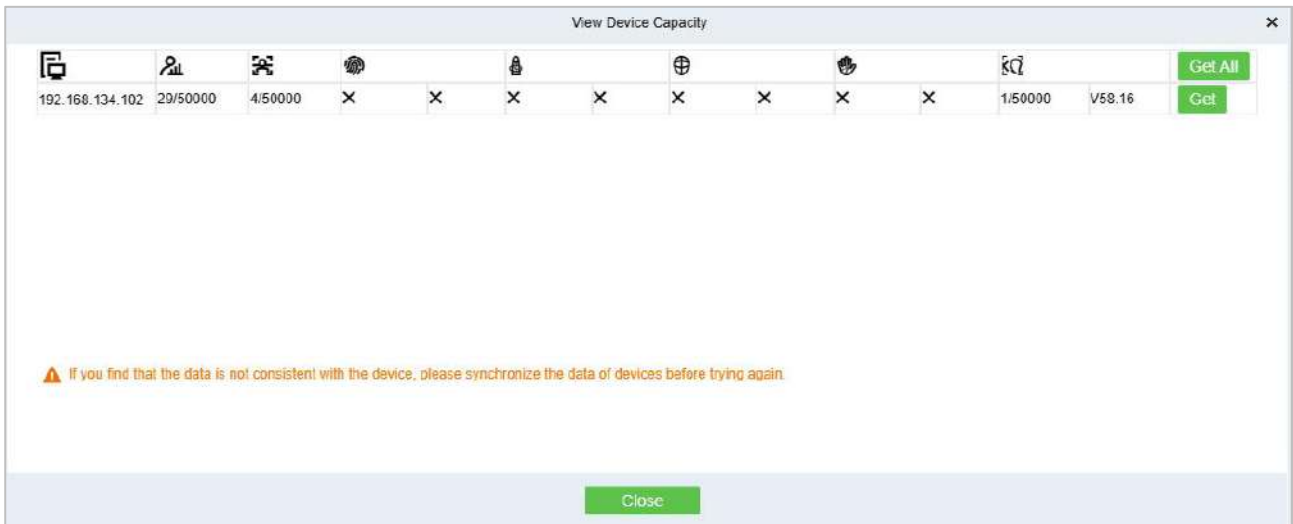 View Device Capacity
Get All
192.168.134.102 29/50000 4/50000 1/50000 V58.16 Get
If you find that the data is not consistent with the device, please synchronize the data of devices before trying again.
Close